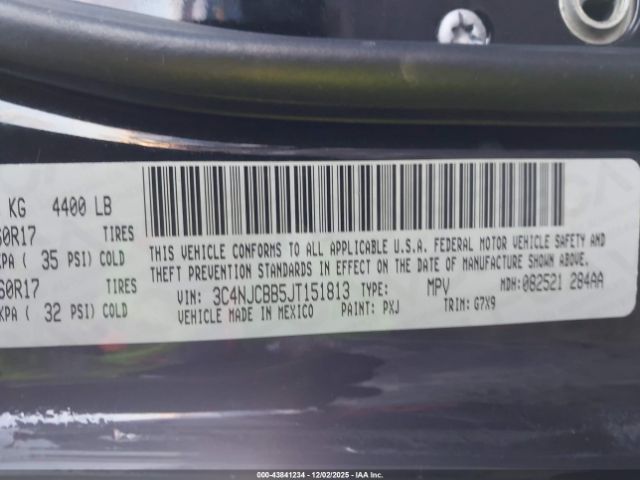 KG 4400 LB
60R17 TIRES
KPA ( 35 PSI) COLD
60R17 TIRES
KPA ( 32 PSI) COLD
THIS VEHICLE CONFORMS TO ALL APPLICABLE U.S.A. FEDERAL MOTOR VEHICLE SAFETY AND
THEFT PREVENTION STANDARDS IN EFFECT ON THE DATE OF MANUFACTURE SHOWN ABOVE.
VIN: 3C4NJCBB5JT151813 TYPE: MPV MDH: 082521 284AA
VEHICLE MADE IN MEXICO PAINT: PXJ TRIM: G7X9
000-43841234 - 12/02/2025 - IAA Inc.